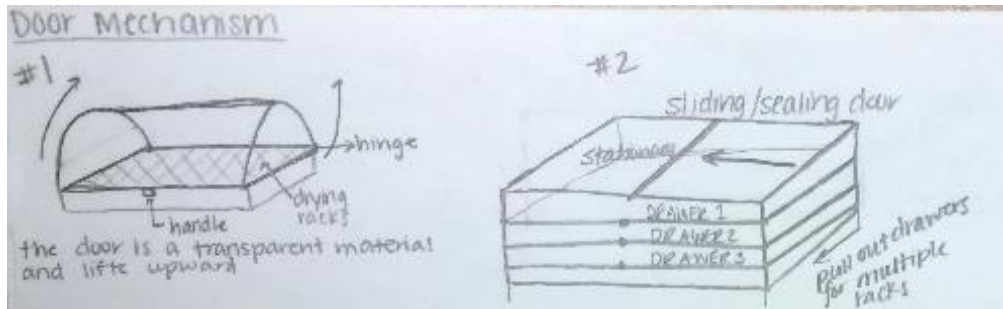 Door Mechanism
#1
hinge
drying
racks
handle
the door is a transparent material
and lifts upward
#2
sliding/sealing door
stationary
DRAWER 1
DRAWER 2
DRAWER 3
pull out drawers
for multiple
racks